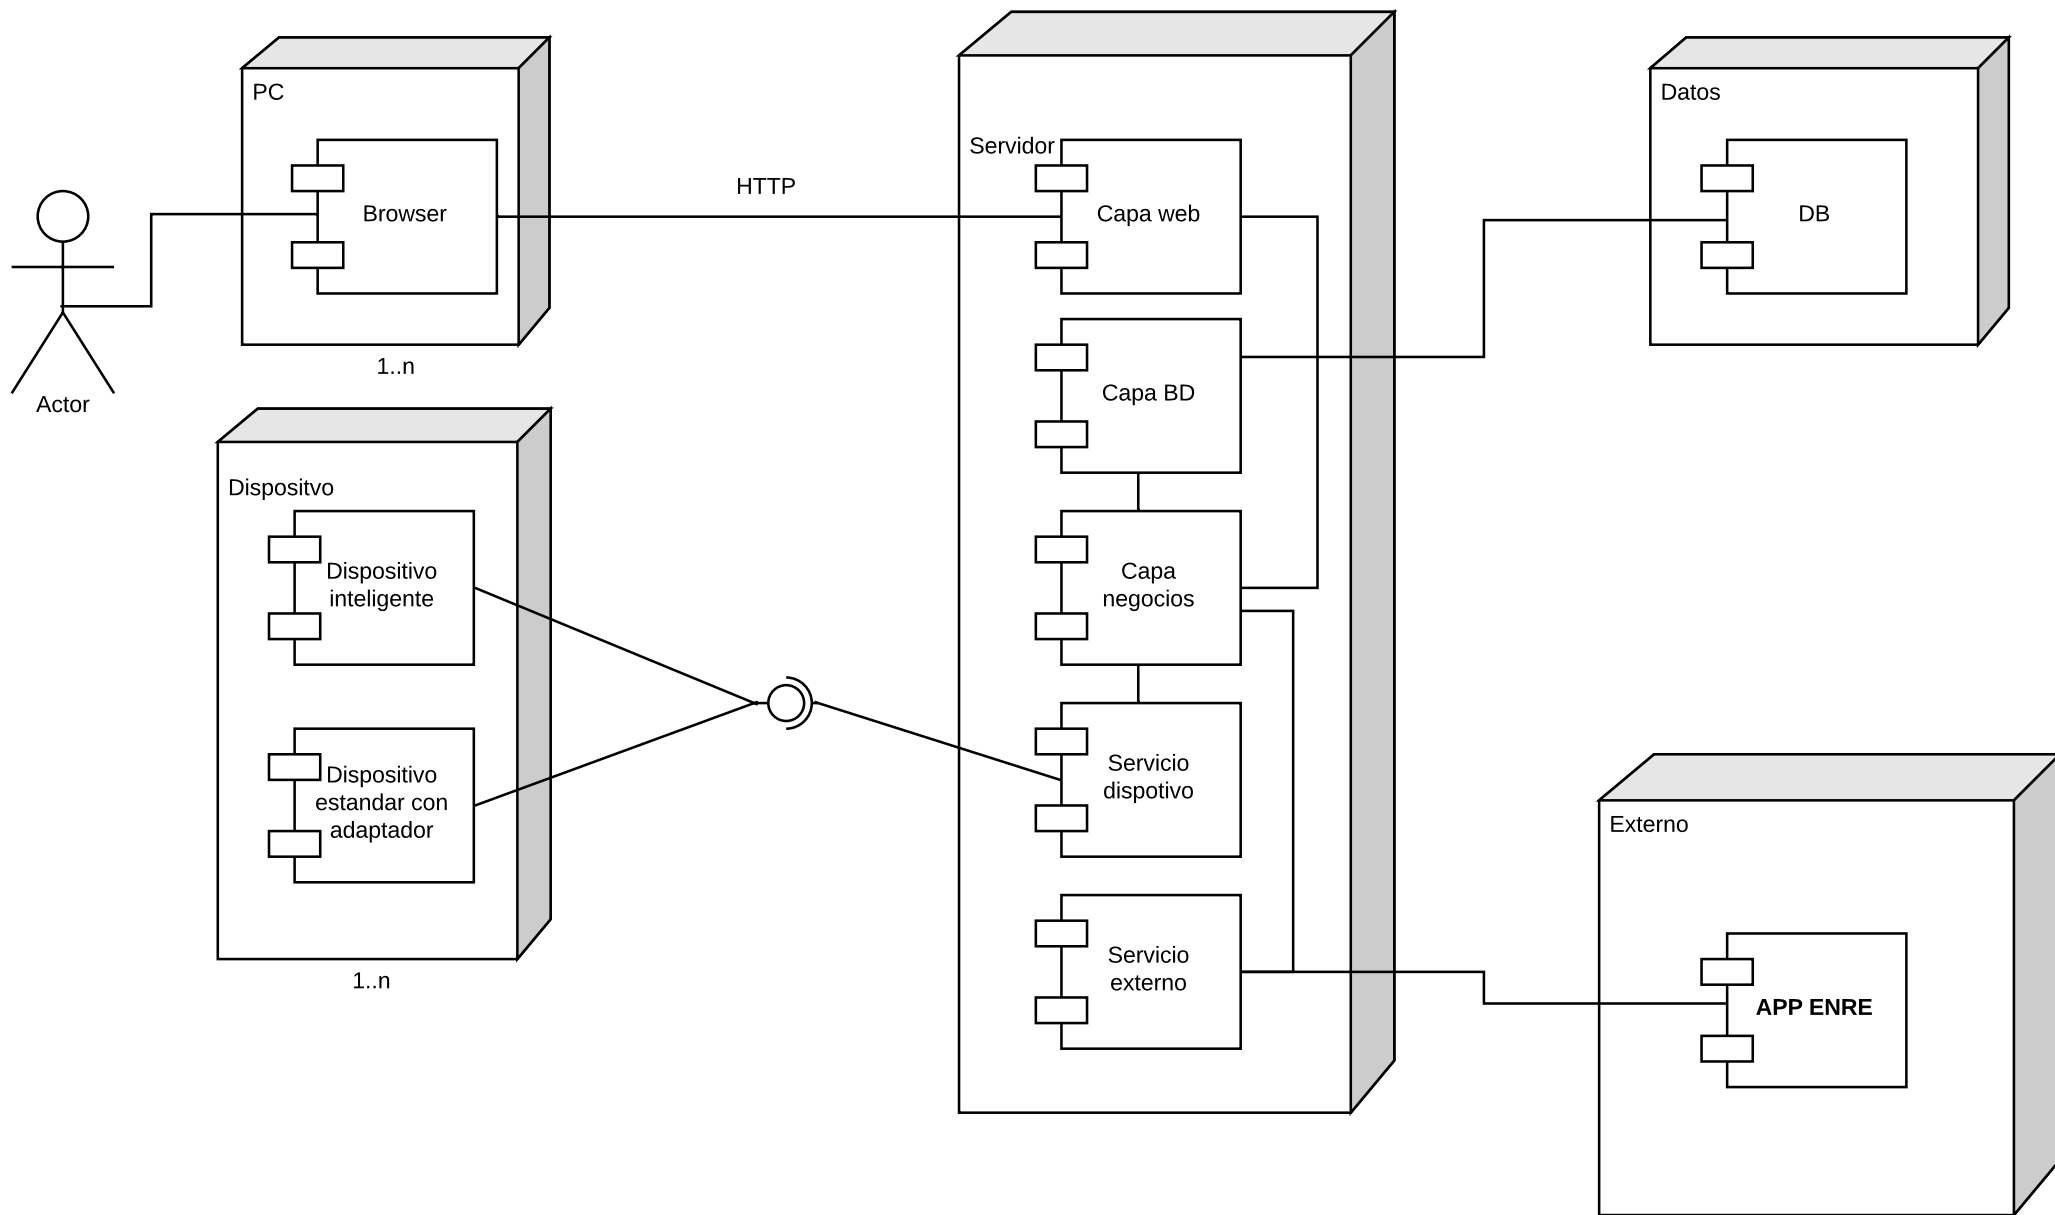 PC
Browser
1..n
Actor
HTTP
Dispositvo
Dispositivo
inteligente
Dispositivo
estandar con
adaptador
1..n
Servidor
Capa web
Capa BD
Capa
negocios
Servicio
dispotivo
Servicio
externo
Datos
DB
Externo
APP ENRE